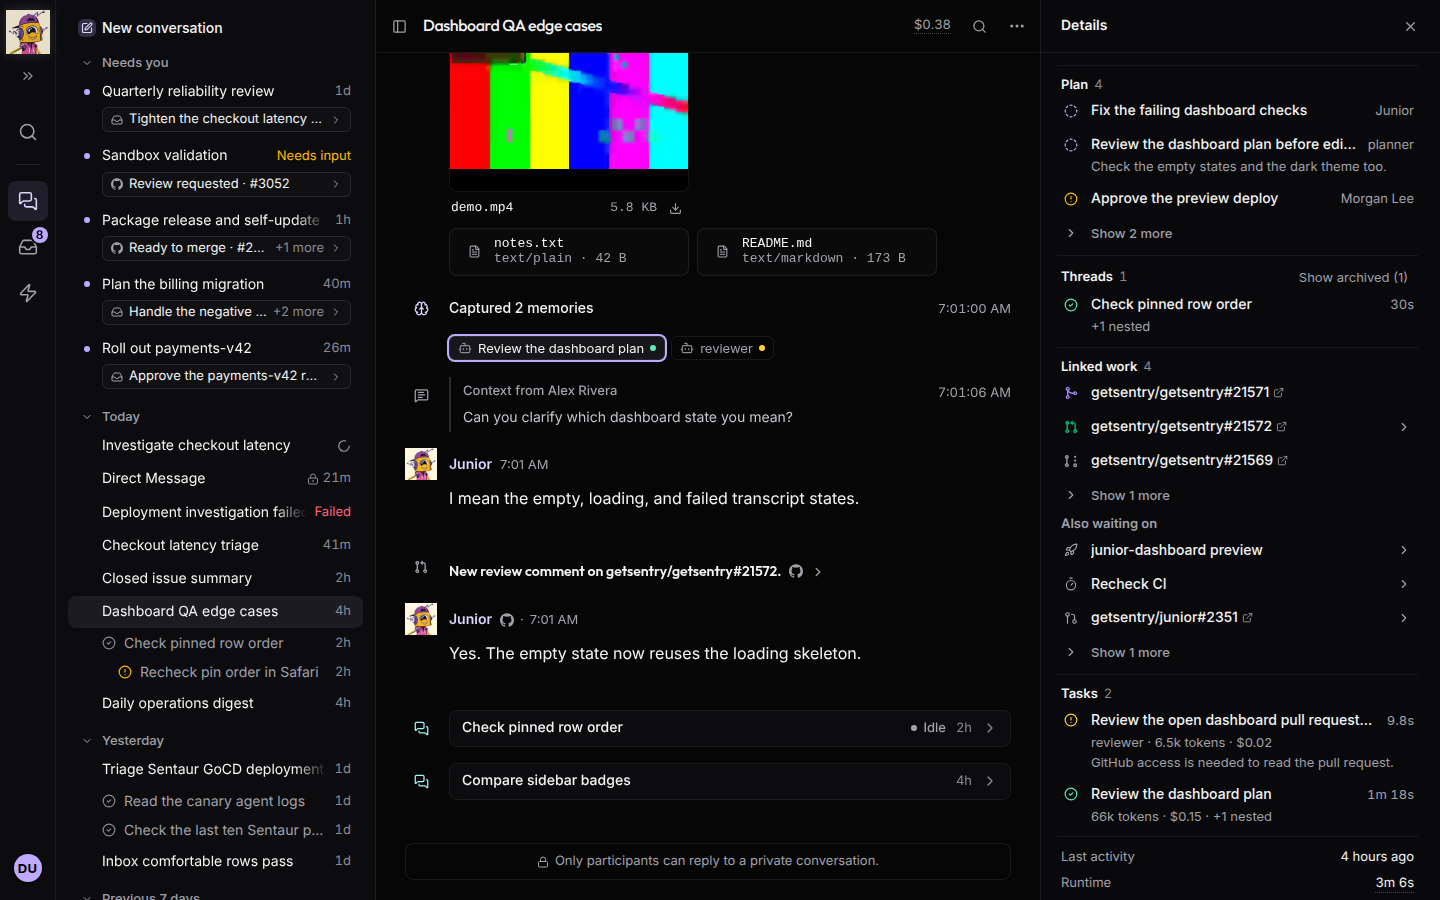 New conversation
Needs you
Quarterly reliability review 1d
Tighten the checkout latency ...
Sandbox validation Needs input
Review requested · #3052
Package release and self-update 1h
Ready to merge · #2... +1 more
Plan the billing migration 40m
Handle the negative ... +2 more
Roll out payments-v42 26m
Approve the payments-v42 r...
Today
Investigate checkout latency
Direct Message 21m
Deployment investigation failed Failed
Checkout latency triage 41m
Closed issue summary 2h
Dashboard QA edge cases 4h
Check pinned row order 2h
Recheck pin order in Safari 2h
Daily operations digest 4h
Yesterday
Triage Sentaur GoCD deployment 1d
Read the canary agent logs 1d
Check the last ten Sentaur p... 1d
Inbox comfortable rows pass 1d
Previous 7 days
8
DU
Dashboard QA edge cases $0.38
demo.mp4 5.8 KB
notes.txt
text/plain · 42 B
README.md
text/markdown · 173 B
Captured 2 memories 7:01:00 AM
Review the dashboard plan reviewer
Context from Alex Rivera 7:01:06 AM
Can you clarify which dashboard state you mean?
Junior 7:01 AM
I mean the empty, loading, and failed transcript states.
New review comment on getsentry/getsentry#21572.
Junior · 7:01 AM
Yes. The empty state now reuses the loading skeleton.
Check pinned row order Idle 2h
Compare sidebar badges 4h
Only participants can reply to a private conversation.
Details
Plan 4
Fix the failing dashboard checks Junior
Review the dashboard plan before edi... planner
Check the empty states and the dark theme too.
Approve the preview deploy Morgan Lee
Show 2 more
Threads 1 Show archived (1)
Check pinned row order 30s
+1 nested
Linked work 4
getsentry/getsentry#21571
getsentry/getsentry#21572
getsentry/getsentry#21569
Show 1 more
Also waiting on
junior-dashboard preview
Recheck CI
getsentry/junior#2351
Show 1 more
Tasks 2
Review the open dashboard pull request... 9.8s
reviewer · 6.5k tokens · $0.02
GitHub access is needed to read the pull request.
Review the dashboard plan 1m 18s
66k tokens · $0.15 · +1 nested
Last activity 4 hours ago
Runtime 3m 6s